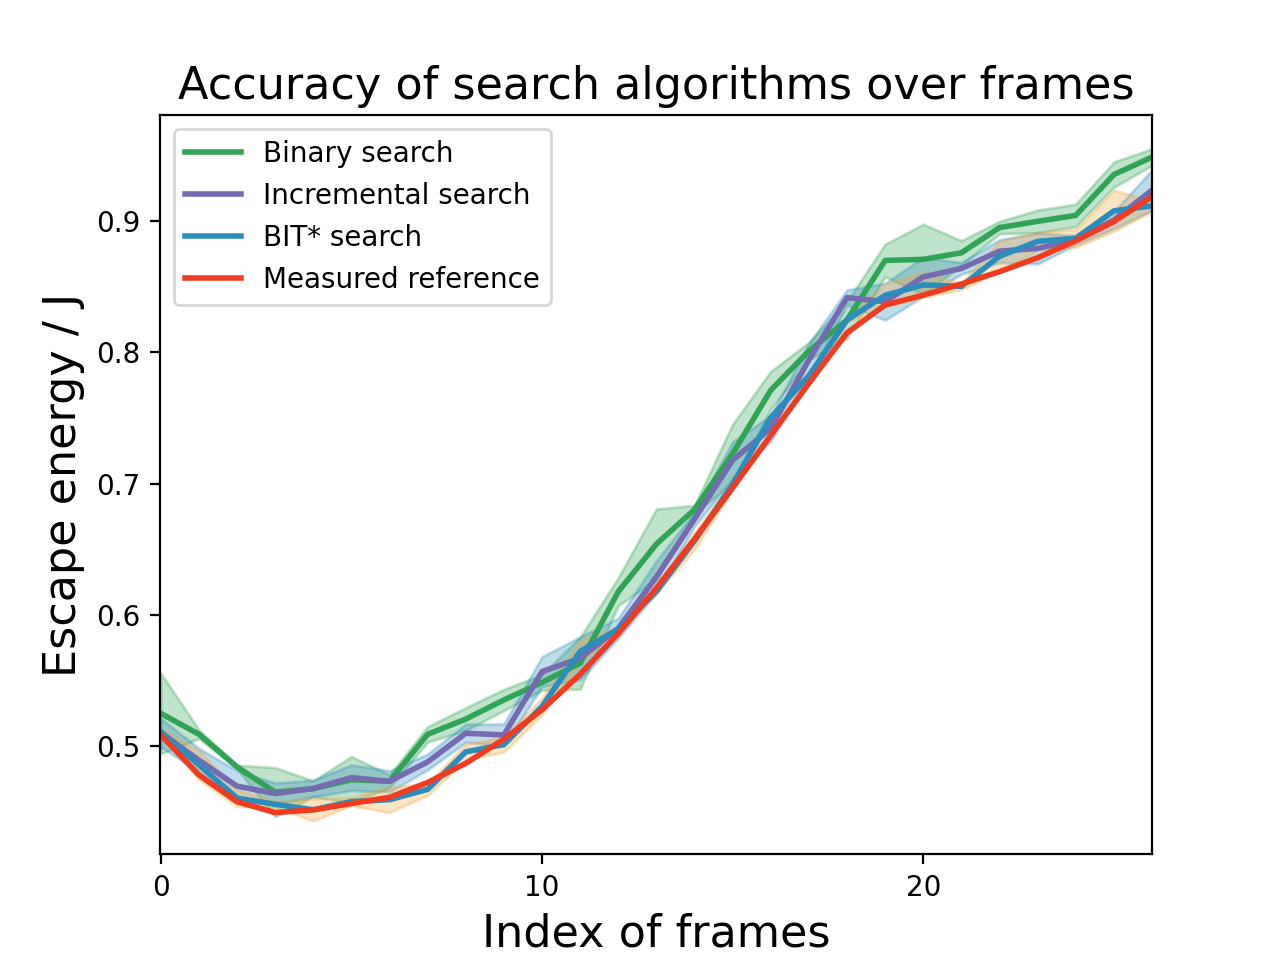 Accuracy of search algorithms over frames
Binary search
Incremental search
BIT* search
Measured reference
Escape energy / J
0.9
0.8
0.7
0.6
0.5
0
10
20
Index of frames